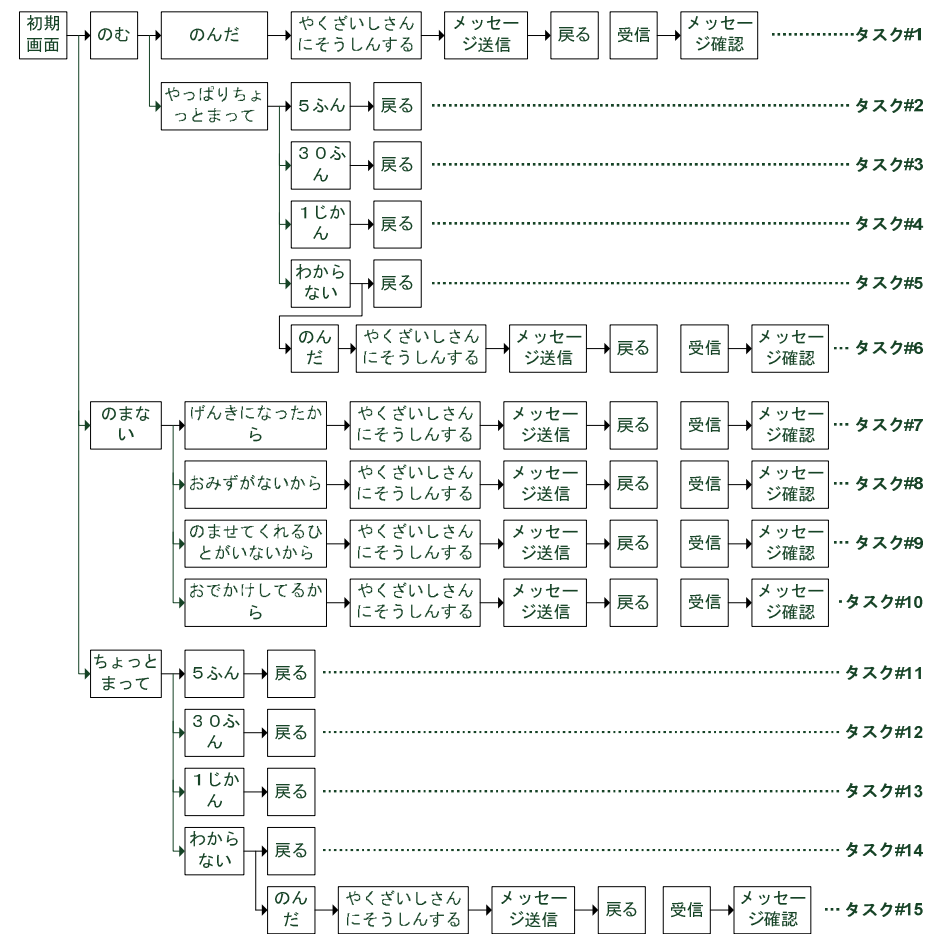 初期
画面
のむ
のんだ
やくざいしさん
にそうしんする
メッセー
ジ送信
戻る
受信
メッセー
ジ確認
タスク#1
やっぱりちょ
っとまって
５ふん
戻る
タスク#2
３０ふ
ん
戻る
タスク#3
１じか
ん
戻る
タスク#4
わから
ない
戻る
タスク#5
のん
だ
やくざいしさん
にそうしんする
メッセー
ジ送信
戻る
受信
メッセー
ジ確認
タスク#6
のまな
い
げんきになったか
ら
やくざいしさん
にそうしんする
メッセー
ジ送信
戻る
受信
メッセー
ジ確認
タスク#7
おみずがないから
やくざいしさん
にそうしんする
メッセー
ジ送信
戻る
受信
メッセー
ジ確認
タスク#8
のませてくれるひ
とがいないから
やくざいしさん
にそうしんする
メッセー
ジ送信
戻る
受信
メッセー
ジ確認
タスク#9
おでかけしてるか
ら
やくざいしさん
にそうしんする
メッセー
ジ送信
戻る
受信
メッセー
ジ確認
タスク#10
ちょっと
まって
５ふん
戻る
タスク#11
３０ふ
ん
戻る
タスク#12
１じか
ん
戻る
タスク#13
わから
ない
戻る
タスク#14
のん
だ
やくざいしさん
にそうしんする
メッセー
ジ送信
戻る
受信
メッセー
ジ確認
タスク#15